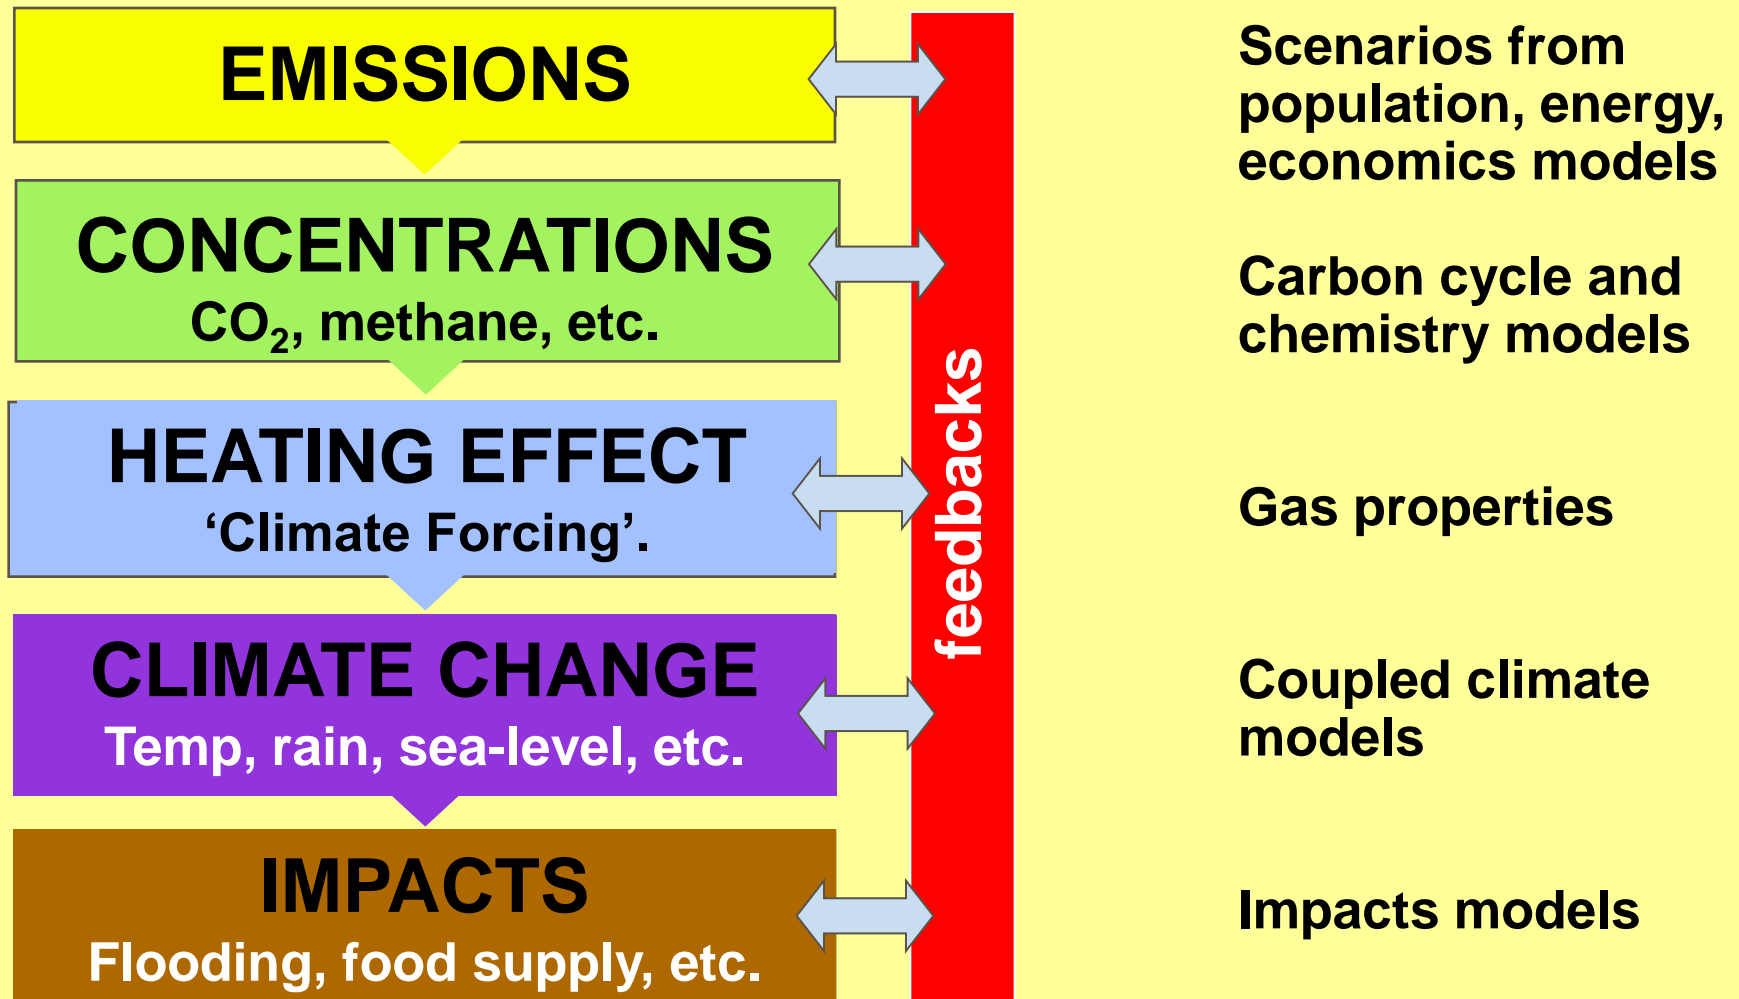 EMISSIONS
CONCENTRATIONS
CO₂, methane, etc.
HEATING EFFECT
‘Climate Forcing’.
CLIMATE CHANGE
Temp, rain, sea-level, etc.
IMPACTS
Flooding, food supply, etc.
feedbacks
Scenarios from
population, energy,
economics models
Carbon cycle and
chemistry models
Gas properties
Coupled climate
models
Impacts models